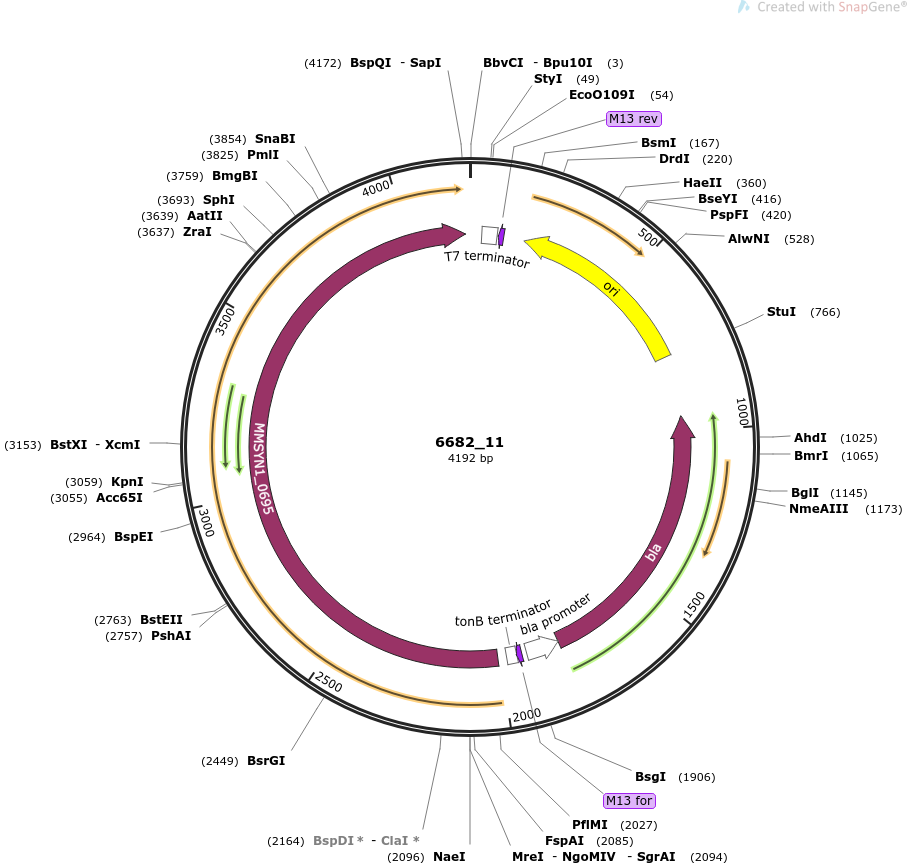 Created with SnapGene®
(4172) BspQI - SapI
BbvCI - Bpu10I (3)
StyI (49)
EcoO109I (54)
M13 rev
BsmI (167)
DrdI (220)
HaeII (360)
BseYI (416)
PspFI (420)
AlwNI (528)
StuI (766)
AhdI (1025)
BmrI (1065)
BglI (1145)
NmeAIII (1173)
BsgI (1906)
M13 for
PflMI (2027)
FspAI (2085)
MreI - NgoMIV - SgrAI (2094)
(2096) NaeI
(2164) BspDI * - ClaI *
(2449) BsrGI
(2757) PshAI
(2763) BstEII
(2964) BspEI
(3055) Acc65I
(3059) KpnI
(3153) BstXI - XcmI
(3637) ZraI
(3639) AatII
(3693) SphI
(3759) BmgBI
(3825) PmlI
(3854) SnaBI
500
1000
1500
2000
2500
3000
3500
4000
T7 terminator
ori
bla
bla promoter
tonB terminator
MMSYN1_0695
6682_11
4192 bp